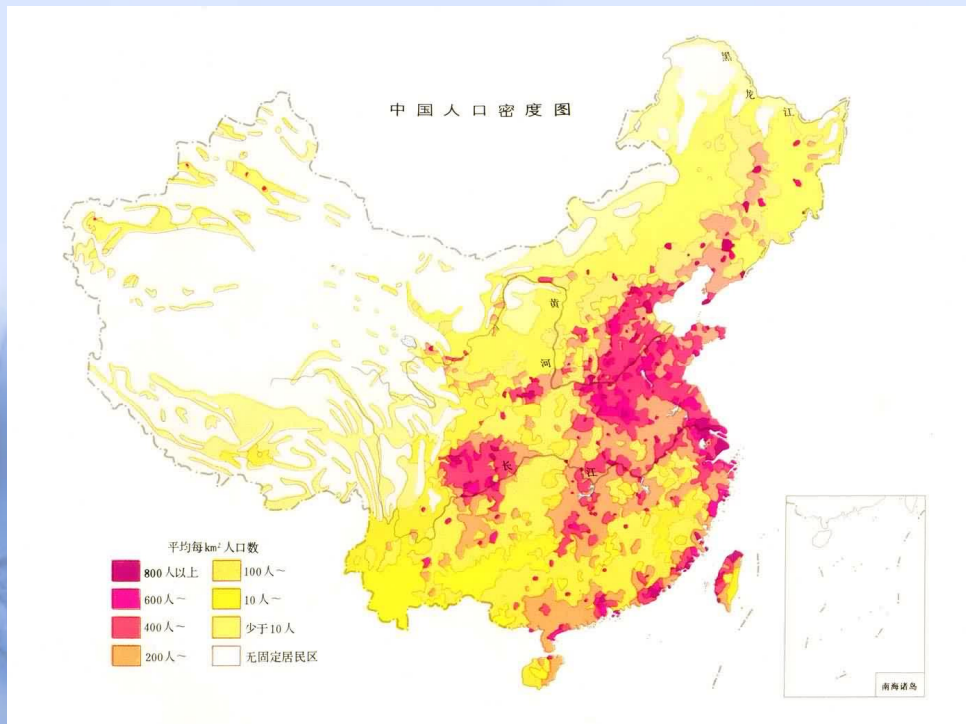 中国人口密度图
黑
龙
江
黄
河
长
江
平均每km²人口数
800人以上
600人~
400人~
200人~
100人~
10人~
少于10人
无固定居民区
南海诸岛